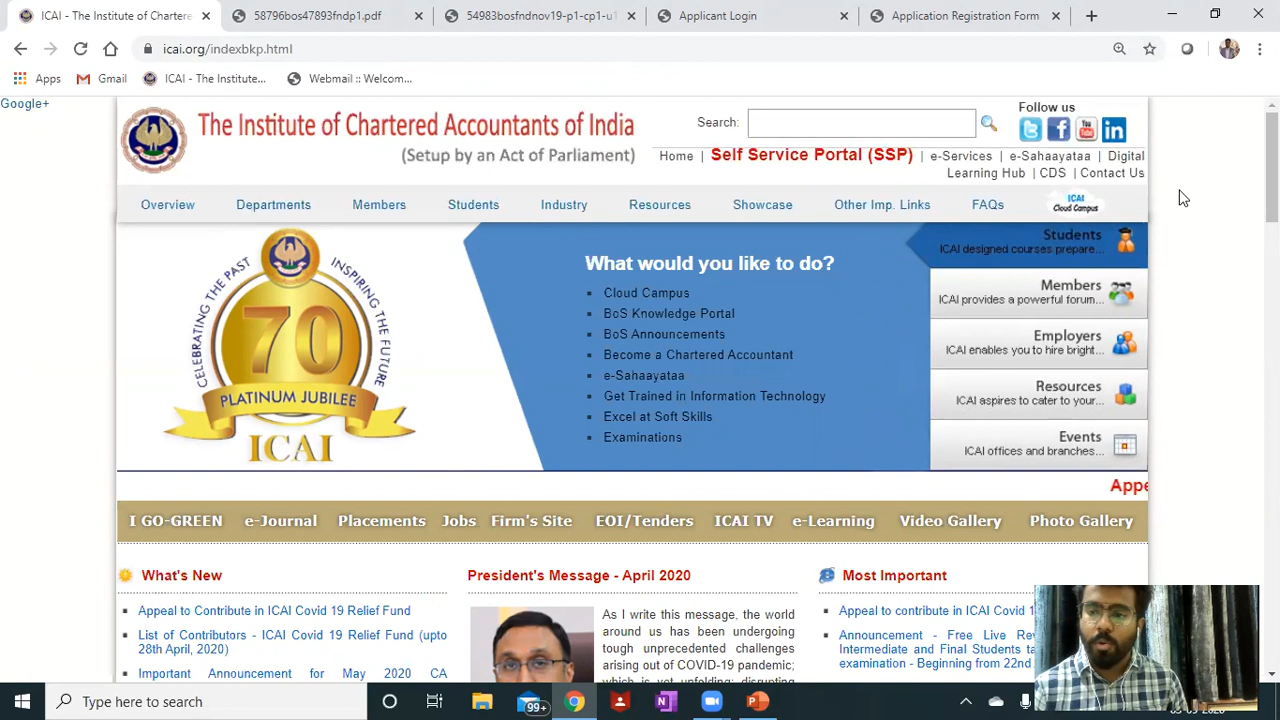 ICAI - The Institute of Chartere
58796bos47893fndp1.pdf
54983bosfndnov19-p1-cp1-u1
Applicant Login
Application Registration Form
icai.org/indexbkp.html
Apps
Gmail
ICAI - The Institute...
Webmail :: Welcom...
Google+
The Institute of Chartered Accountants of India
(Setup by an Act of Parliament)
Search:
Follow us
Home | Self Service Portal (SSP) | e-Services | e-Sahaayataa | Digital
Learning Hub | CDS | Contact Us
Overview
Departments
Members
Students
Industry
Resources
Showcase
Other Imp. Links
FAQs
ICAI
Cloud Campus
CELEBRATING THE PAST
INSPIRING THE FUTURE
70
PLATINUM JUBILEE
ICAI
What would you like to do?
Cloud Campus
BoS Knowledge Portal
BoS Announcements
Become a Chartered Accountant
e-Sahaayataa
Get Trained in Information Technology
Excel at Soft Skills
Examinations
Students
ICAI designed courses prepare...
Members
ICAI provides a powerful forum...
Employers
ICAI enables you to hire bright...
Resources
ICAI aspires to cater to your...
Events
ICAI offices and branches...
Appe
I GO-GREEN
e-Journal
Placements
Jobs
Firm's Site
EOI/Tenders
ICAI TV
e-Learning
Video Gallery
Photo Gallery
What's New
Appeal to Contribute in ICAI Covid 19 Relief Fund
List of Contributors - ICAI Covid 19 Relief Fund (upto
28th April, 2020)
Important Announcement for May 2020 CA
President's Message - April 2020
As I write this message, the world
around us has been undergoing
tough unprecedented challenges
arising out of COVID-19 pandemic;
which is yet unfolding; disrupting
Most Important
Appeal to contribute in ICAI Covid 1
Announcement - Free Live Re
Intermediate and Final Students ta
examination - Beginning from 22nd
Type here to search
99+